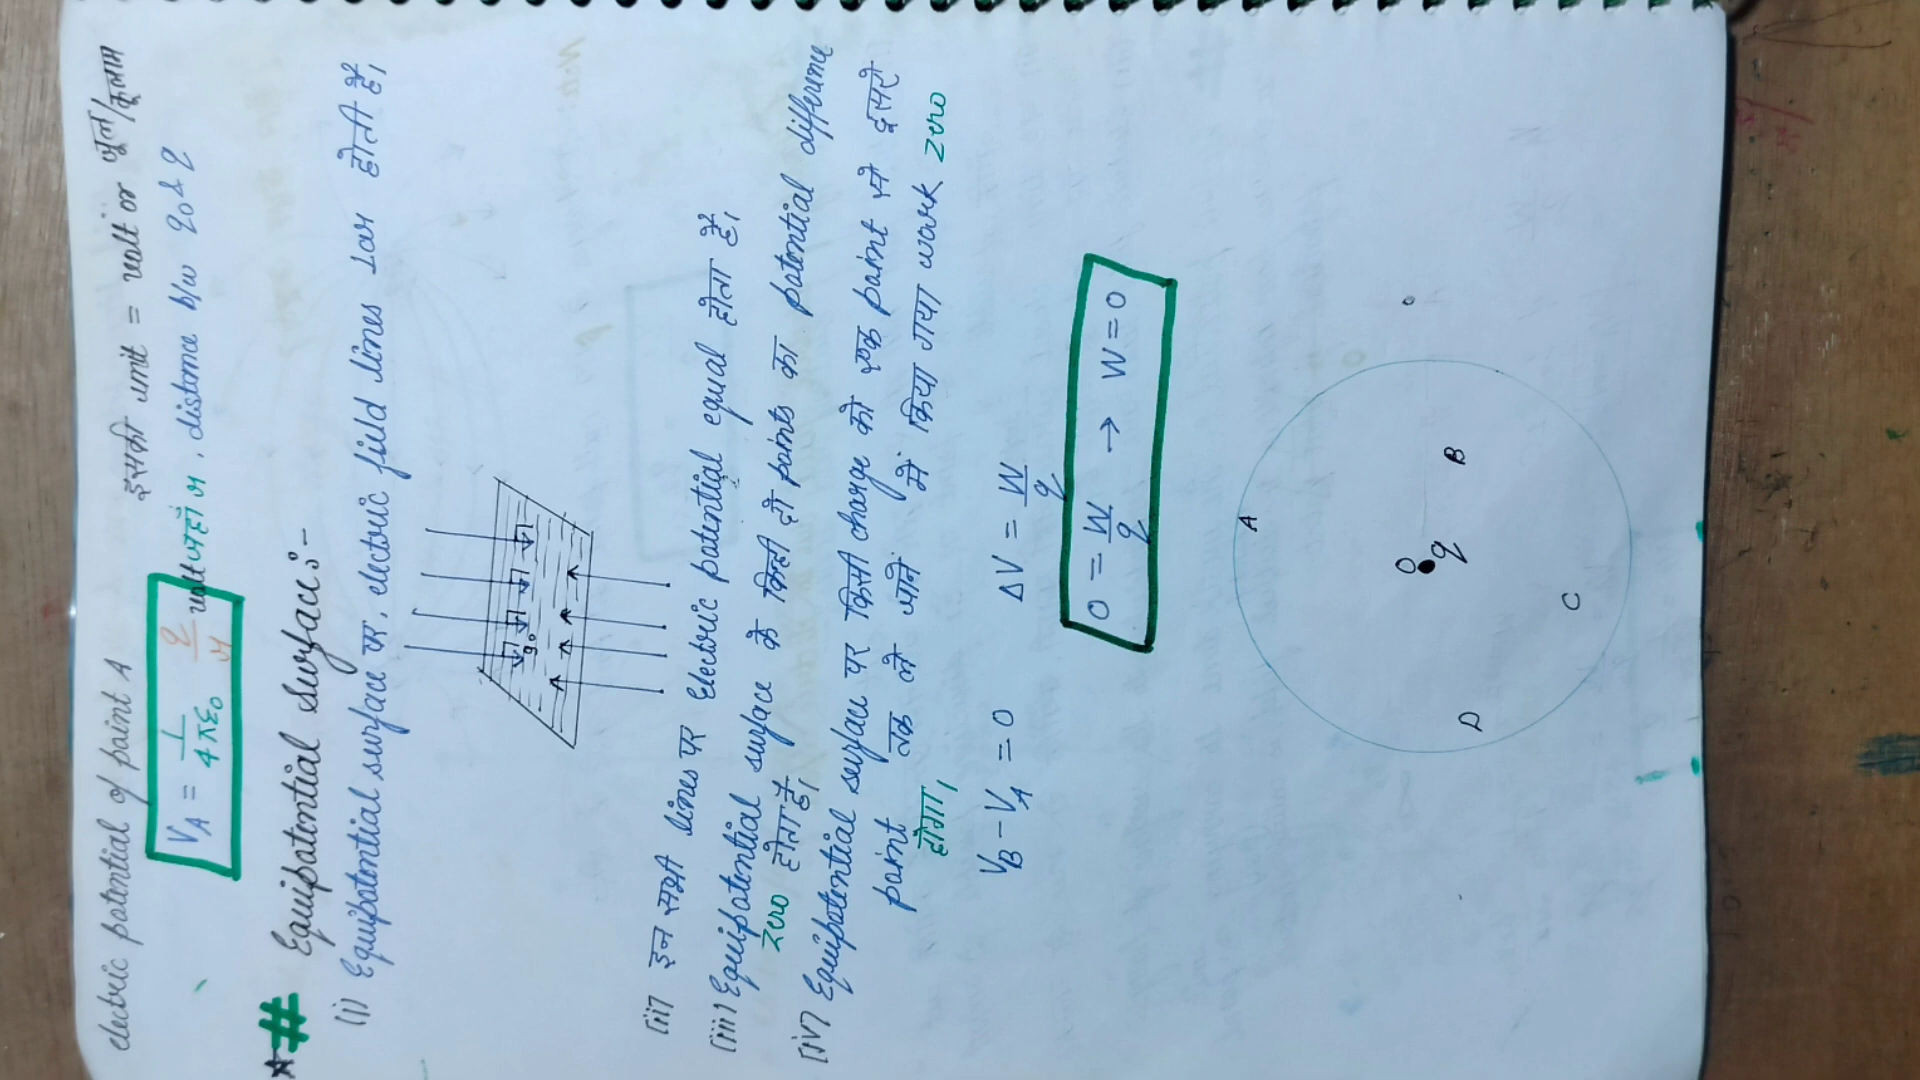 electric potential of point A
इसकी unit = volt or जूल/कूलाम
V_A = 1/4πε₀ q/r volt जहाँ r, distance b/w q₀ & q
# Equipotential surface:-
(i) Equipotential surface पर, electric field lines ⊥ar होती है,
90°
(ii) इन सभी lines पर Electric potential equal होता है,
(iii) Equipotential surface के किन्ही दो points का potential difference
zero होता है,
(iv) Equipotential surface पर किसी charge को एक point से दूसरे
point तक ले जाने में किया गया work zero
होगा,
V_B - V_A = 0 ΔV = W/q
0 = W/q → W = 0
A
O
q
B
C
D